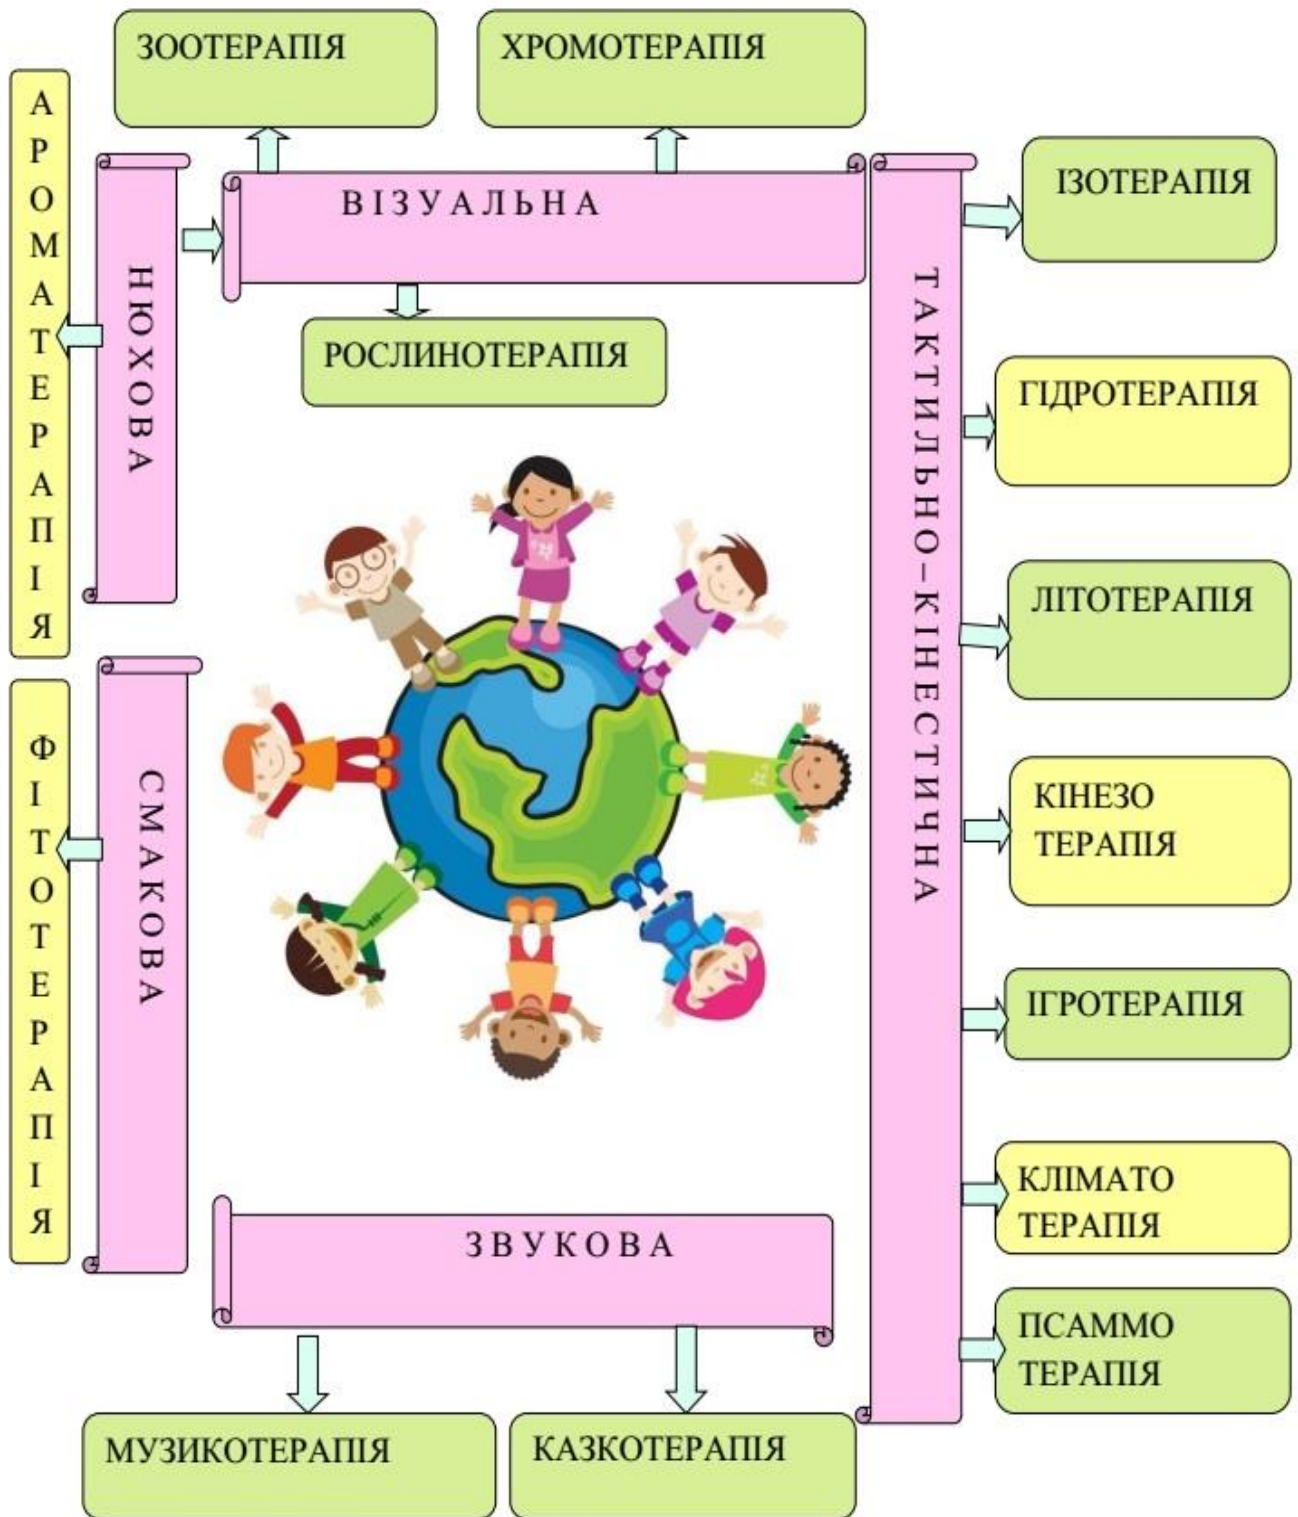 ЗООТЕРАПІЯ
ХРОМОТЕРАПІЯ
АРОМАТЕРАПІЯ
НЮХОВА
ВІЗУАЛЬНА
РОСЛИНОТЕРАПІЯ
ТАКТИЛЬНО–КІНЕСТИЧНА
ІЗОТЕРАПІЯ
ГІДРОТЕРАПІЯ
ЛІТОТЕРАПІЯ
КІНЕЗО
ТЕРАПІЯ
ІГРОТЕРАПІЯ
КЛІМАТО
ТЕРАПІЯ
ПСАММО
ТЕРАПІЯ
ФІТОТЕРАПІЯ
СМАКОВА
ЗВУКОВА
МУЗИКОТЕРАПІЯ
КАЗКОТЕРАПІЯ